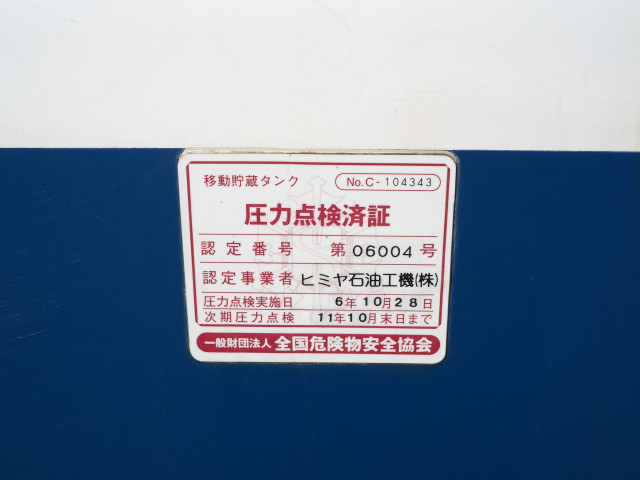 移動貯蔵タンク No.C-104343
圧力点検済証
認定番号 第06004号
認定事業者 ヒミヤ石油工機(株)
圧力点検実施日 6年10月28日
次期圧力点検 11年10月末日まで
一般財団法人 全国危険物安全協会